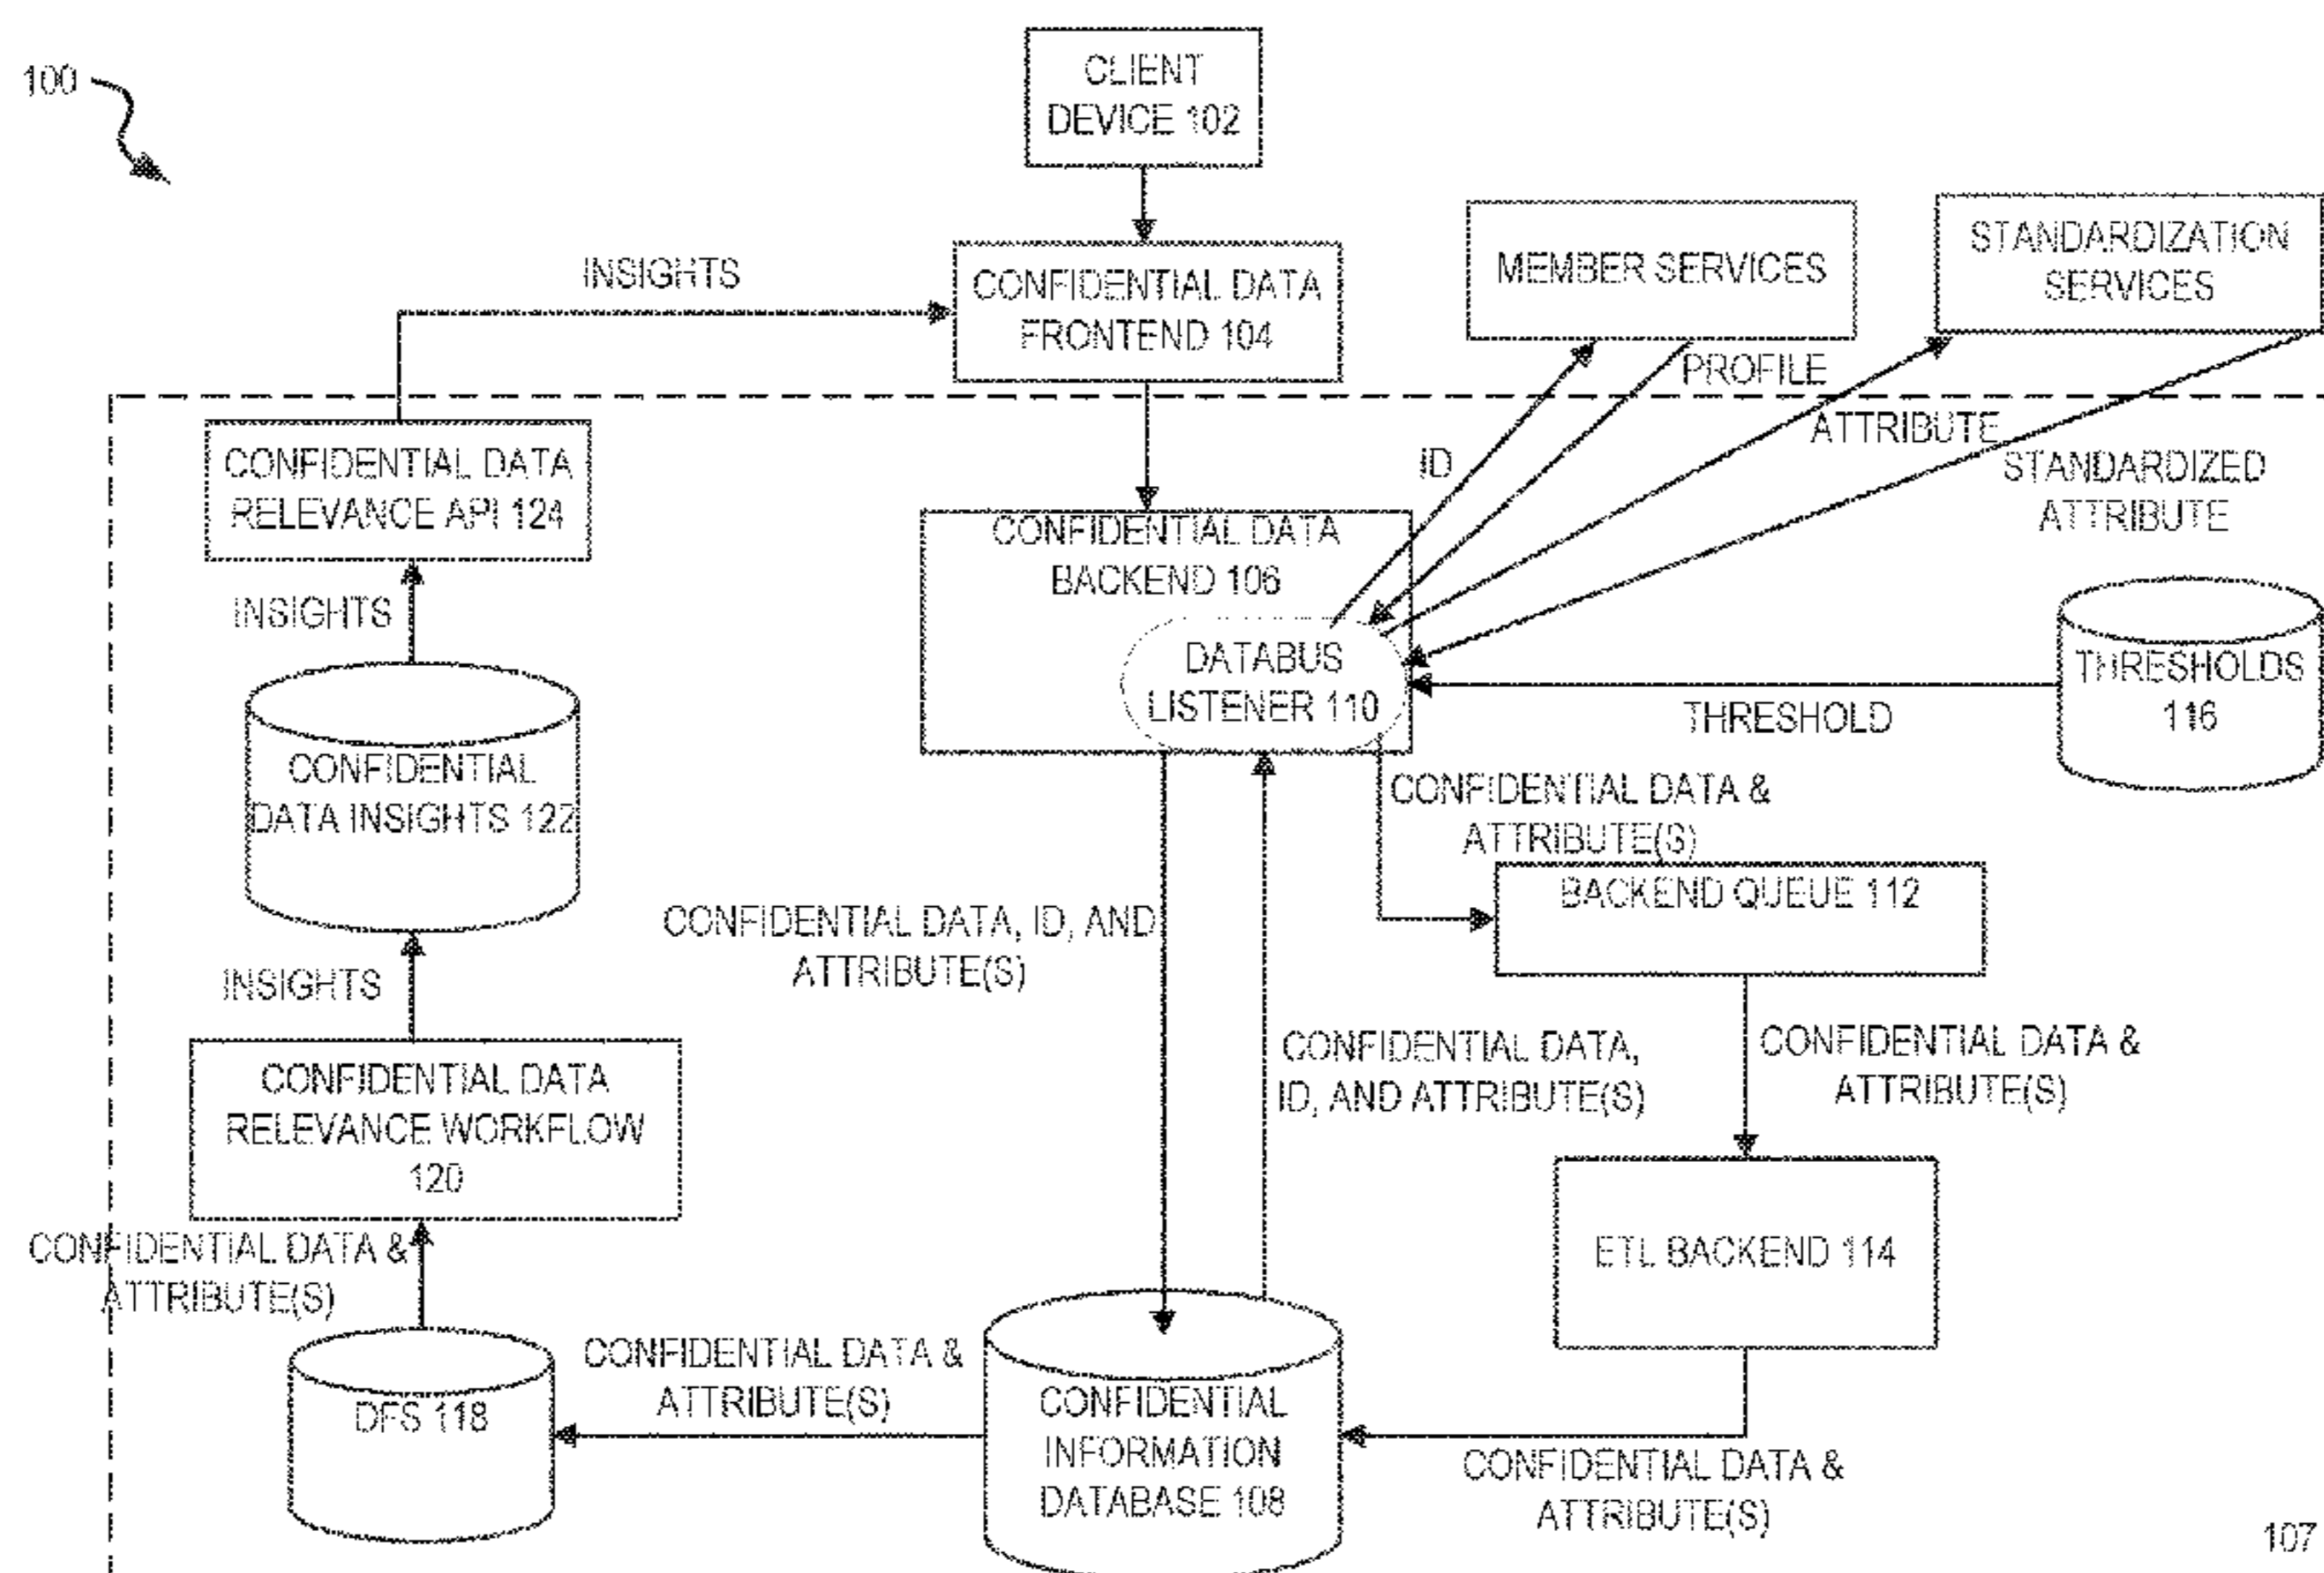 100
CLIENT
DEVICE 102
INSIGHTS
CONFIDENTIAL DATA
FRONTEND 104
MEMBER SERVICES
STANDARDIZATION
SERVICES
PROFILE
CONFIDENTIAL DATA
RELEVANCE API 124
ID
ATTRIBUTE
STANDARDIZED
ATTRIBUTE
CONFIDENTIAL DATA
BACKEND 106
INSIGHTS
DATABUS
LISTENER 110
THRESHOLD
THRESHOLDS
116
CONFIDENTIAL
DATA INSIGHTS 122
CONFIDENTIAL DATA &
ATTRIBUTE(S)
BACKEND QUEUE 112
CONFIDENTIAL DATA, ID, AND
ATTRIBUTE(S)
INSIGHTS
CONFIDENTIAL DATA
RELEVANCE WORKFLOW
120
CONFIDENTIAL DATA,
ID, AND ATTRIBUTE(S)
CONFIDENTIAL DATA &
ATTRIBUTE(S)
ETL BACKEND 114
CONFIDENTIAL DATA &
ATTRIBUTE(S)
DFS 118
CONFIDENTIAL DATA &
ATTRIBUTE(S)
CONFIDENTIAL
INFORMATION
DATABASE 108
CONFIDENTIAL DATA &
ATTRIBUTE(S)
107